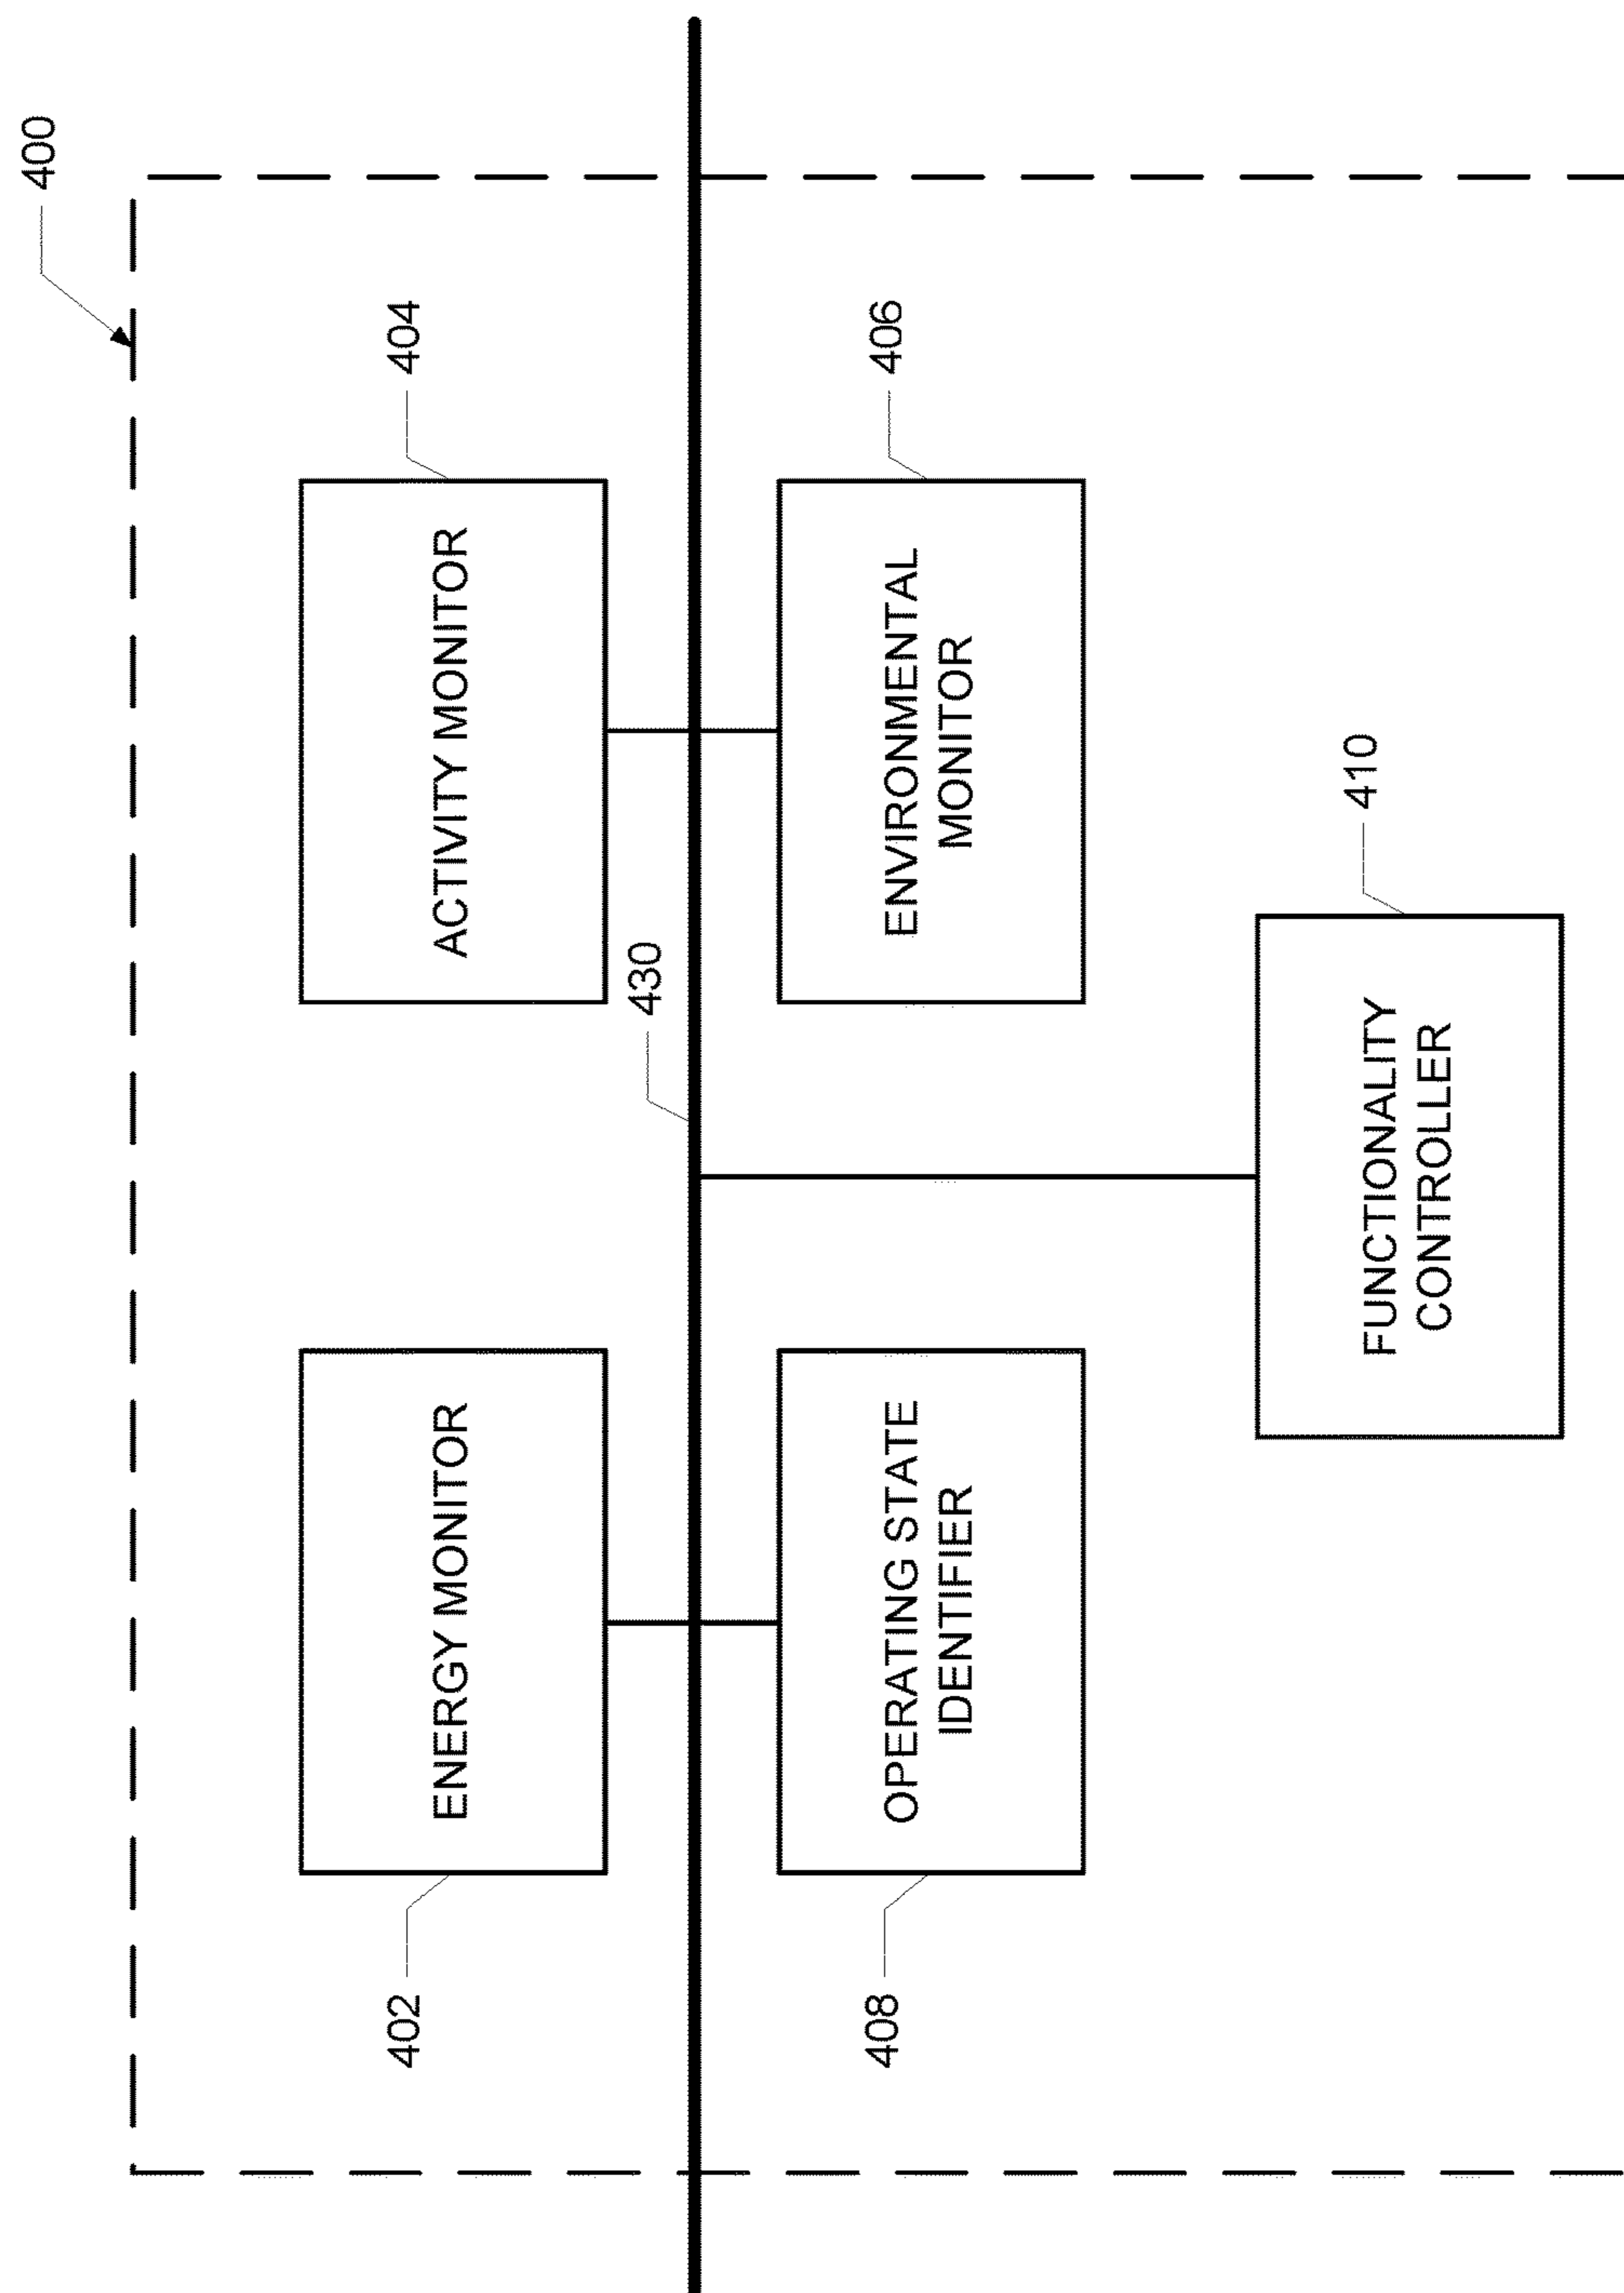 400
402
ENERGY MONITOR
ACTIVITY MONITOR
404
430
408
OPERATING STATE
IDENTIFIER
ENVIRONMENTAL
MONITOR
406
FUNCTIONALITY
CONTROLLER
410